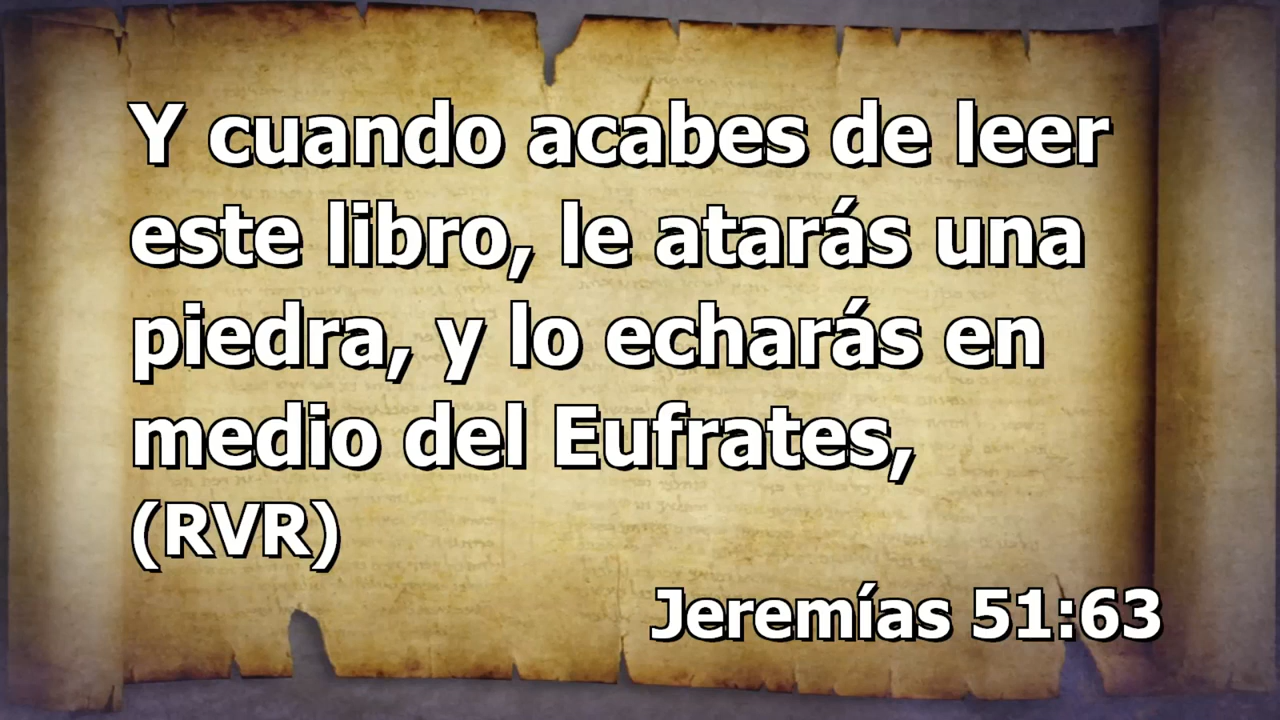 Y cuando acabes de leer
este libro, le atarás una
piedra, y lo echarás en
medio del Eufrates,
(RVR)
Jeremías 51:63